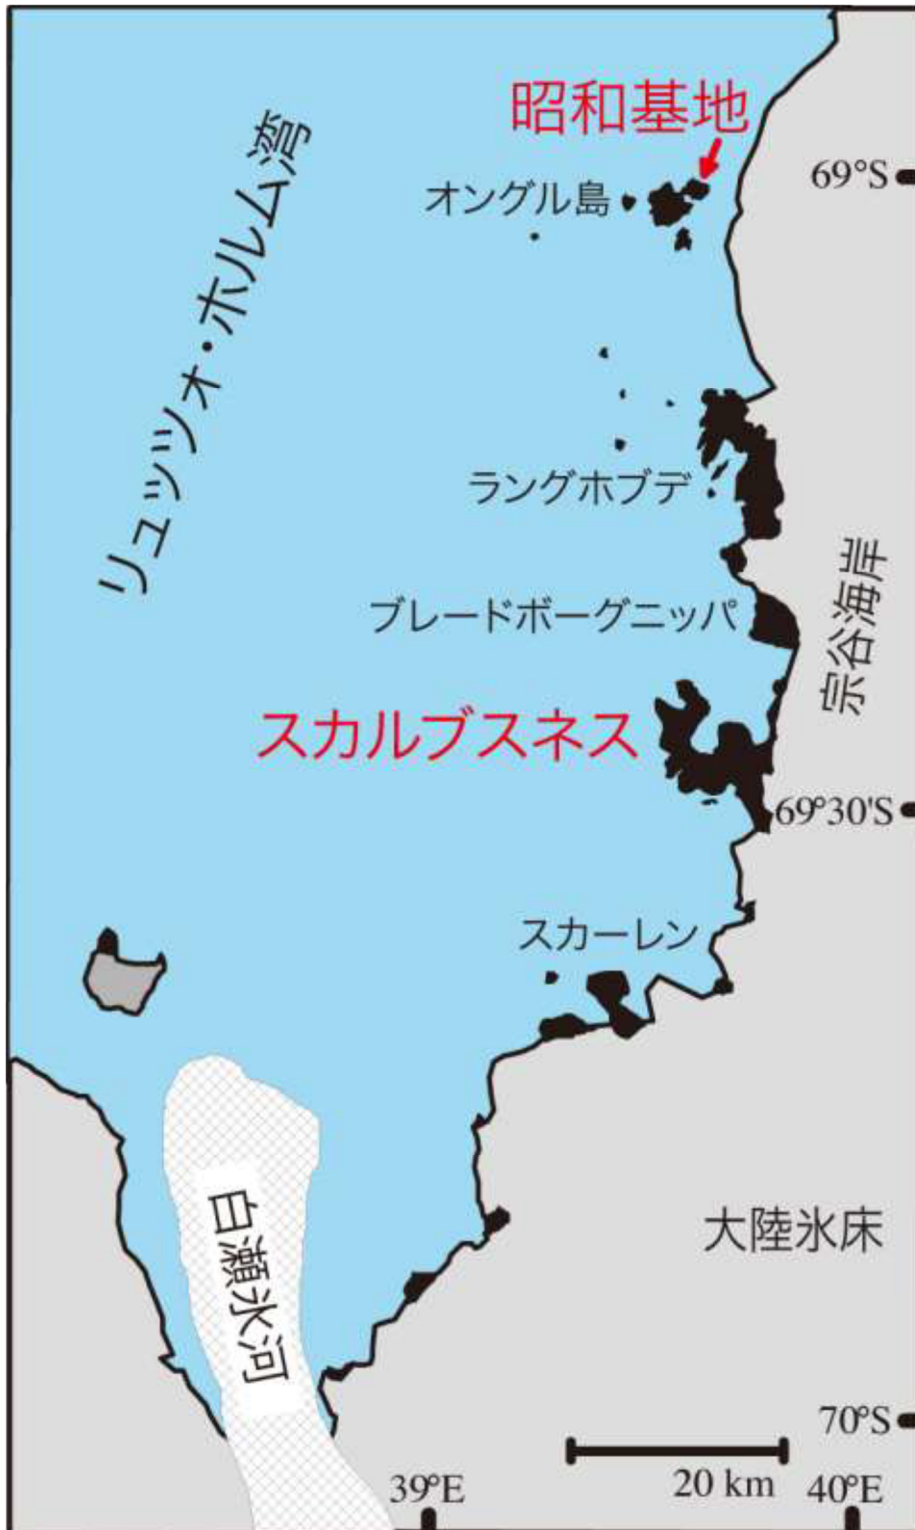 昭和基地
69°S
オングル島
リュッツォ・ホルム湾
ラングホブデ
宗谷海岸
ブレードボーグニッパ
スカルブスネス
69°30'S
スカーレン
白瀬氷河
大陸氷床
70°S
20 km
39°E
40°E